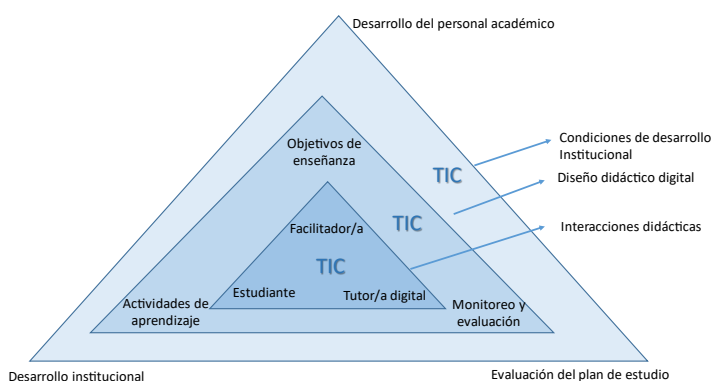 Desarrollo del personal académico
Condiciones de desarrollo
Institucional
Objetivos de
enseñanza
TIC
Diseño didáctico digital
TIC
Facilitador/a
Interacciones didácticas
TIC
Estudiante
Tutor/a digital
Actividades de
aprendizaje
Monitoreo y
evaluación
Desarrollo institucional
Evaluación del plan de estudio